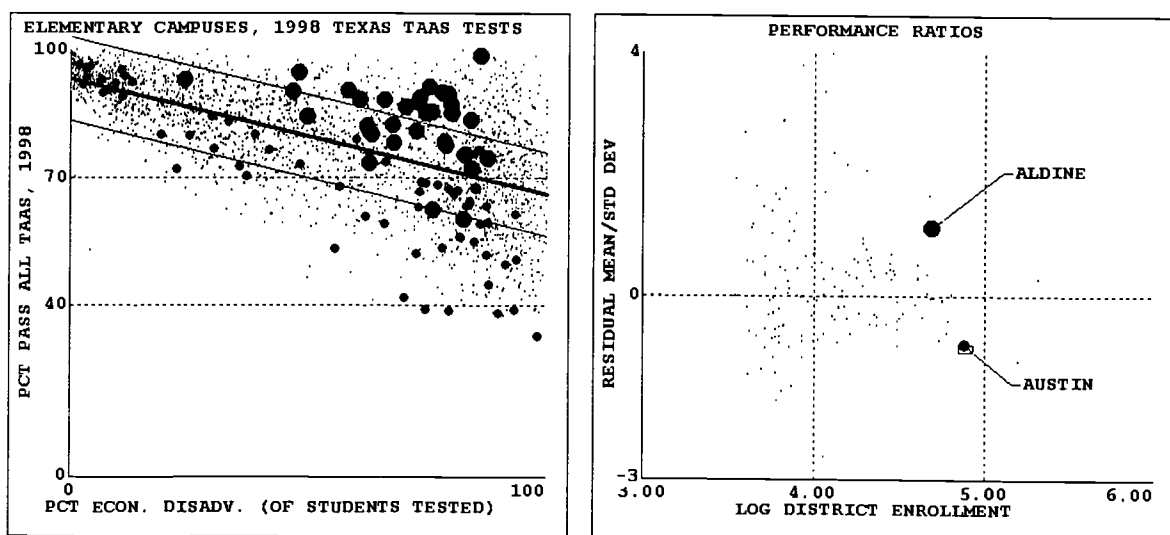 ELEMENTARY CAMPUSES, 1998 TEXAS TAAS TESTS
100
70
40
0
PCT PASS ALL TAAS, 1998
0
100
PCT ECON. DISADV. (OF STUDENTS TESTED)
PERFORMANCE RATIOS
4
0
-3
RESIDUAL MEAN/STD DEV
ALDINE
AUSTIN
3.00
4.00
5.00
6.00
LOG DISTRICT ENROLLMENT